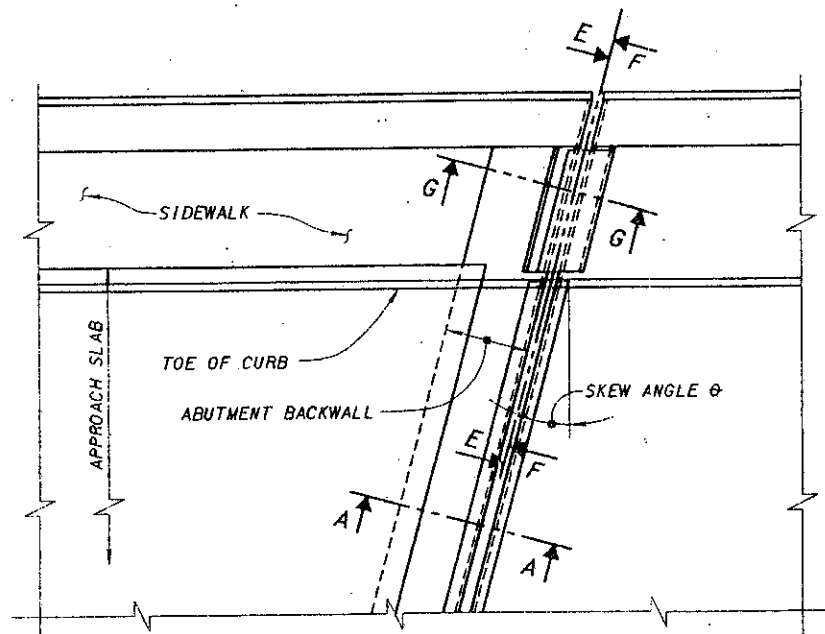 E
F
G
SIDEWALK
G
TOE OF CURB
APPROACH SLAB
ABUTMENT BACKWALL
SKEW ANGLE θ
E
F
A
A